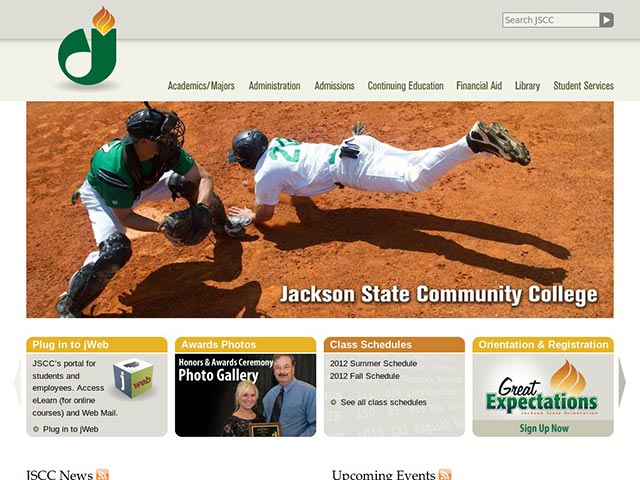 Search JSCC
Academics/Majors Administration Admissions Continuing Education Financial Aid Library Student Services
Jackson State Community College
Plug in to jWeb
JSCC's portal for
students and
employees. Access
eLearn (for online
courses) and Web Mail.
Plug in to jWeb
j web
Awards Photos
Honors & Awards Ceremony
Photo Gallery
Class Schedules
2012 Summer Schedule
2012 Fall Schedule
See all class schedules
Orientation & Registration
Great
Expectations
Jackson State Orientation
Sign Up Now
JSCC News
Upcoming Events